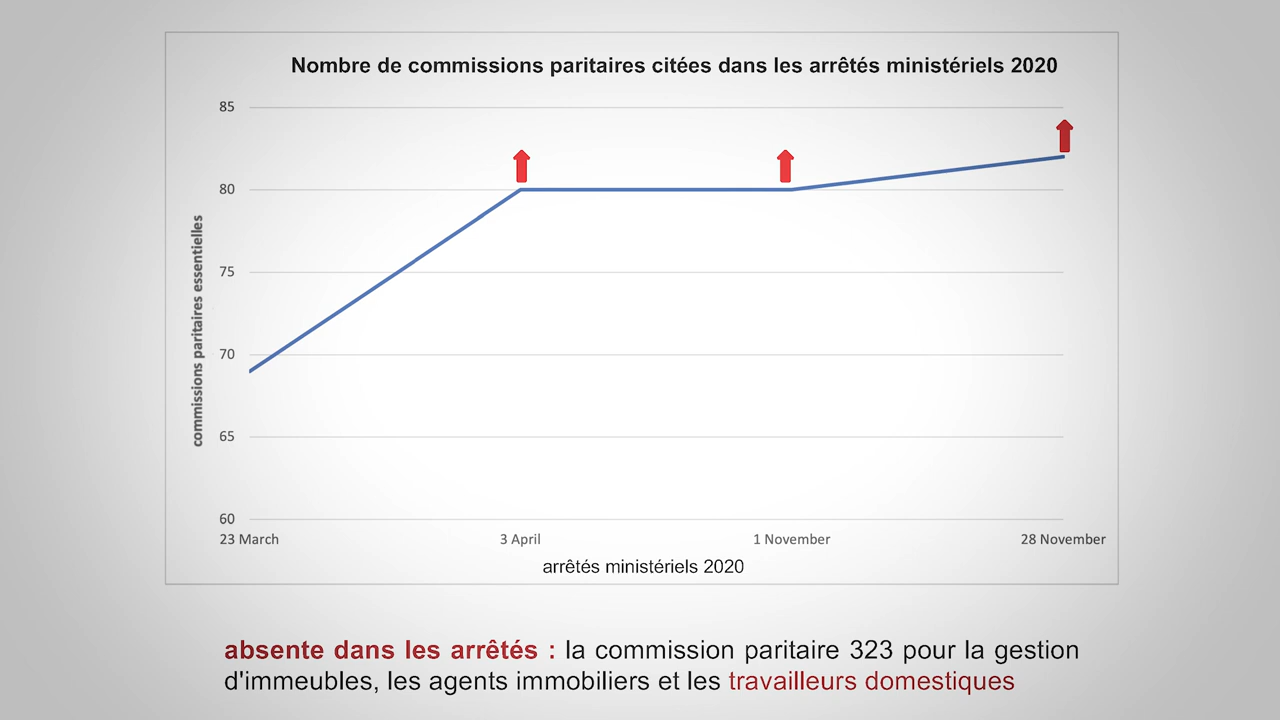 Nombre de commissions paritaires citées dans les arrêtés ministériels 2020
85
80
75
70
65
60
commissions paritaires essentielles
23 March
3 April
1 November
28 November
arrêtés ministériels 2020
absente dans les arrêtés : la commission paritaire 323 pour la gestion
d'immeubles, les agents immobiliers et les travailleurs domestiques